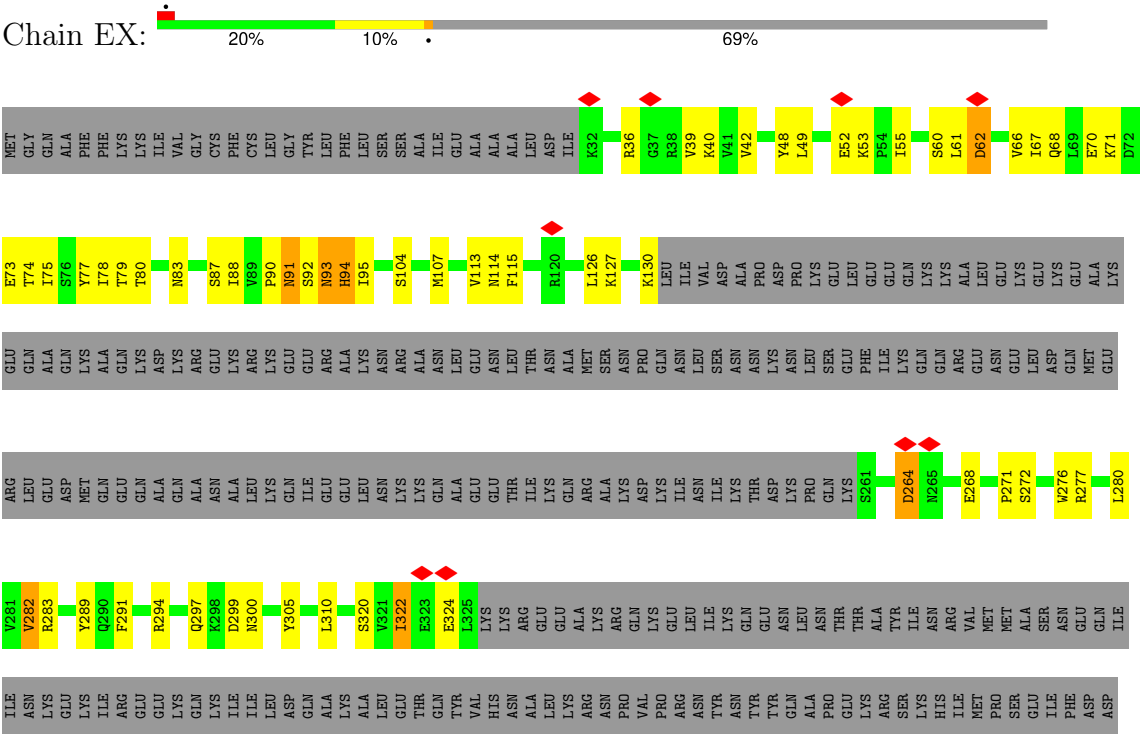 Chain EX:
20% 10% • 69%
MET GLY GLN ALA PHE PHE LYS LYS ILE VAL GLY CYS PHE CYS LEU GLY TYR LEU PHE LEU SER SER ALA ILE GLU ALA ALA ALA LEU ASP ILE K32 R36 G37 R38 V39 K40 V41 V42 Y48 L49 E52 K53 P54 I55 S60 L61 D62 V66 I67 Q68 L69 E70 K71 D72
E73 T74 I75 S76 Y77 I78 T79 T80 N83 S87 I88 V89 P90 N91 S92 N93 H94 I95 S104 M107 V113 N114 F115 R120 L126 K127 K130 LEU ILE VAL ASP ALA PRO ASP PRO LYS GLU LEU GLU GLU GLN LYS LYS ALA LEU GLU LYS GLU LYS GLU ALA LYS
GLU GLN ALA GLN LYS ALA GLN LYS ASP LYS ARG GLU LYS ARG LYS GLU GLU ARG ALA LYS ASN ARG ALA ASN LEU GLU ASN LEU THR ASN ALA MET SER ASN PRO GLN ASN LEU SER ASN ASN LYS ASN LEU SER GLU PHE ILE LYS GLN GLN ARG GLU ASN GLU LEU ASP GLN MET GLU
ARG LEU GLU ASP MET GLN GLU GLN ALA GLN ALA ASN ALA LEU LYS GLN ILE GLU GLU LEU ASN LYS LYS GLN ALA GLU GLU THR ILE LYS GLN ARG ALA LYS ASP LYS ILE ASN ILE LYS THR ASP LYS PRO GLN LYS S261 D264 N265 E268 P271 S272 W276 R277 L280
V281 V282 R283 Y289 Q290 F291 R294 Q297 K298 D299 N300 Y305 L310 S320 V321 I322 E323 E324 L325 LYS LYS ARG GLU GLU ALA LYS ARG GLN LYS GLU LEU ILE LYS GLN GLU ASN LEU ASN THR THR ALA TYR ILE ASN ARG VAL MET MET ALA SER ASN GLU GLN ILE
ILE ASN LYS GLU LYS ILE ARG GLU GLU LYS GLN LYS ILE ILE LEU ASP GLN ALA LYS ALA LEU GLU THR GLN TYR VAL HIS ASN ALA LEU LYS ARG ASN PRO VAL PRO ARG ASN TYR ASN TYR TYR GLN ALA PRO GLU LYS ARG SER LYS HIS ILE MET PRO SER GLU ILE PHE ASP ASP